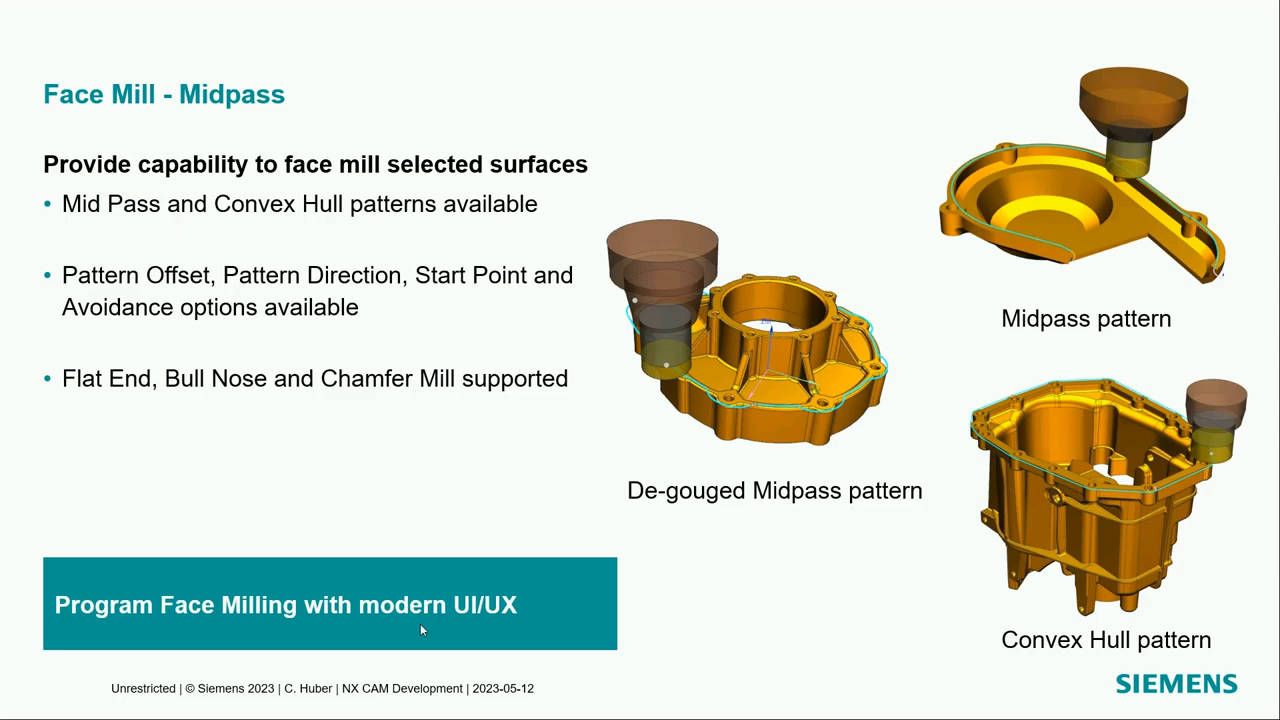 Face Mill - Midpass
Provide capability to face mill selected surfaces
• Mid Pass and Convex Hull patterns available
• Pattern Offset, Pattern Direction, Start Point and
Avoidance options available
• Flat End, Bull Nose and Chamfer Mill supported
Midpass pattern
De-gouged Midpass pattern
Convex Hull pattern
Program Face Milling with modern UI/UX
Unrestricted | © Siemens 2023 | C. Huber | NX CAM Development | 2023-05-12
SIEMENS